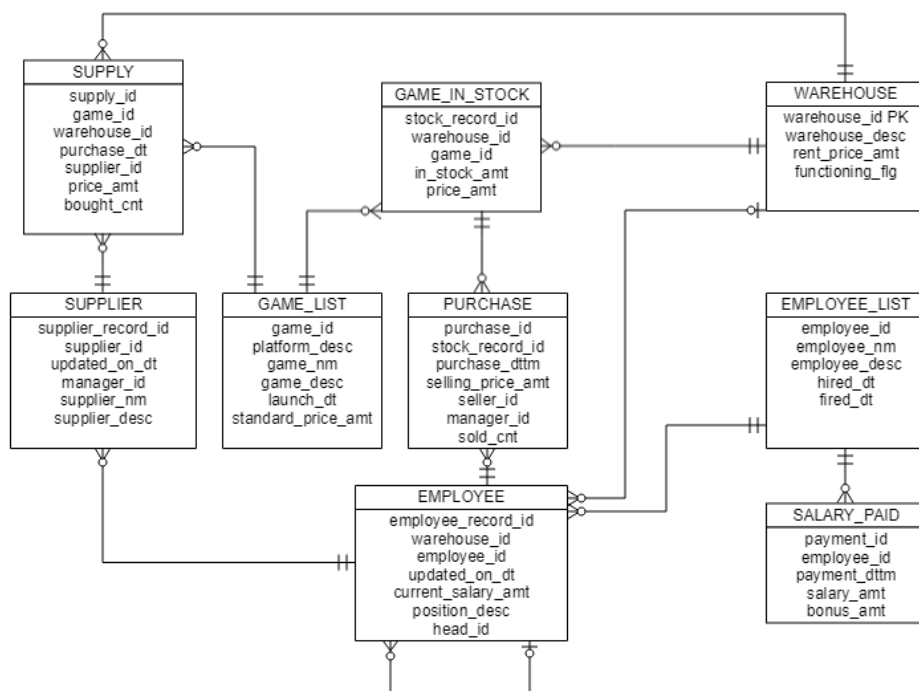 SUPPLY
supply_id
game_id
warehouse_id
purchase_dt
supplier_id
price_amt
bought_cnt
GAME_IN_STOCK
stock_record_id
warehouse_id
game_id
in_stock_amt
price_amt
WAREHOUSE
warehouse_id PK
warehouse_desc
rent_price_amt
functioning_flg
SUPPLIER
supplier_record_id
supplier_id
updated_on_dt
manager_id
supplier_nm
supplier_desc
GAME_LIST
game_id
platform_desc
game_nm
game_desc
launch_dt
standard_price_amt
PURCHASE
purchase_id
stock_record_id
purchase_dttm
selling_price_amt
seller_id
manager_id
sold_cnt
EMPLOYEE_LIST
employee_id
employee_nm
employee_desc
hired_dt
fired_dt
EMPLOYEE
employee_record_id
warehouse_id
employee_id
updated_on_dt
current_salary_amt
position_desc
head_id
SALARY_PAID
payment_id
employee_id
payment_dttm
salary_amt
bonus_amt